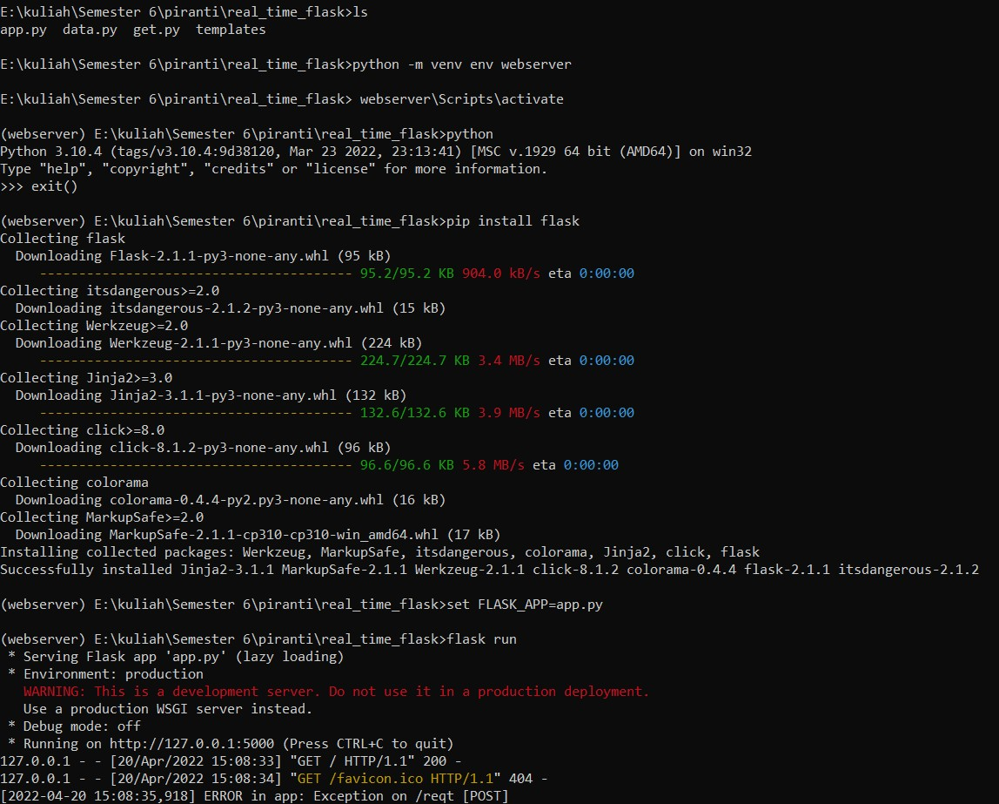 E:\kuliah\Semester 6\piranti\real_time_flask>ls
app.py  data.py  get.py  templates
E:\kuliah\Semester 6\piranti\real_time_flask>python -m venv env webserver
E:\kuliah\Semester 6\piranti\real_time_flask> webserver\Scripts\activate
(webserver) E:\kuliah\Semester 6\piranti\real_time_flask>python
Python 3.10.4 (tags/v3.10.4:9d38120, Mar 23 2022, 23:13:41) [MSC v.1929 64 bit (AMD64)] on win32
Type "help", "copyright", "credits" or "license" for more information.
>>> exit()
(webserver) E:\kuliah\Semester 6\piranti\real_time_flask>pip install flask
Collecting flask
  Downloading Flask-2.1.1-py3-none-any.whl (95 kB)
     ---------------------------------------- 95.2/95.2 KB 904.0 kB/s eta 0:00:00
Collecting itsdangerous>=2.0
  Downloading itsdangerous-2.1.2-py3-none-any.whl (15 kB)
Collecting Werkzeug>=2.0
  Downloading Werkzeug-2.1.1-py3-none-any.whl (224 kB)
     ---------------------------------------- 224.7/224.7 KB 3.4 MB/s eta 0:00:00
Collecting Jinja2>=3.0
  Downloading Jinja2-3.1.1-py3-none-any.whl (132 kB)
     ---------------------------------------- 132.6/132.6 KB 3.9 MB/s eta 0:00:00
Collecting click>=8.0
  Downloading click-8.1.2-py3-none-any.whl (96 kB)
     ---------------------------------------- 96.6/96.6 KB 5.8 MB/s eta 0:00:00
Collecting colorama
  Downloading colorama-0.4.4-py2.py3-none-any.whl (16 kB)
Collecting MarkupSafe>=2.0
  Downloading MarkupSafe-2.1.1-cp310-cp310-win_amd64.whl (17 kB)
Installing collected packages: Werkzeug, MarkupSafe, itsdangerous, colorama, Jinja2, click, flask
Successfully installed Jinja2-3.1.1 MarkupSafe-2.1.1 Werkzeug-2.1.1 click-8.1.2 colorama-0.4.4 flask-2.1.1 itsdangerous-2.1.2
(webserver) E:\kuliah\Semester 6\piranti\real_time_flask>set FLASK_APP=app.py
(webserver) E:\kuliah\Semester 6\piranti\real_time_flask>flask run
 * Serving Flask app 'app.py' (lazy loading)
 * Environment: production
   WARNING: This is a development server. Do not use it in a production deployment.
   Use a production WSGI server instead.
 * Debug mode: off
 * Running on http://127.0.0.1:5000 (Press CTRL+C to quit)
127.0.0.1 - - [20/Apr/2022 15:08:33] "GET / HTTP/1.1" 200 -
127.0.0.1 - - [20/Apr/2022 15:08:34] "GET /favicon.ico HTTP/1.1" 404 -
[2022-04-20 15:08:35,918] ERROR in app: Exception on /reqt [POST]